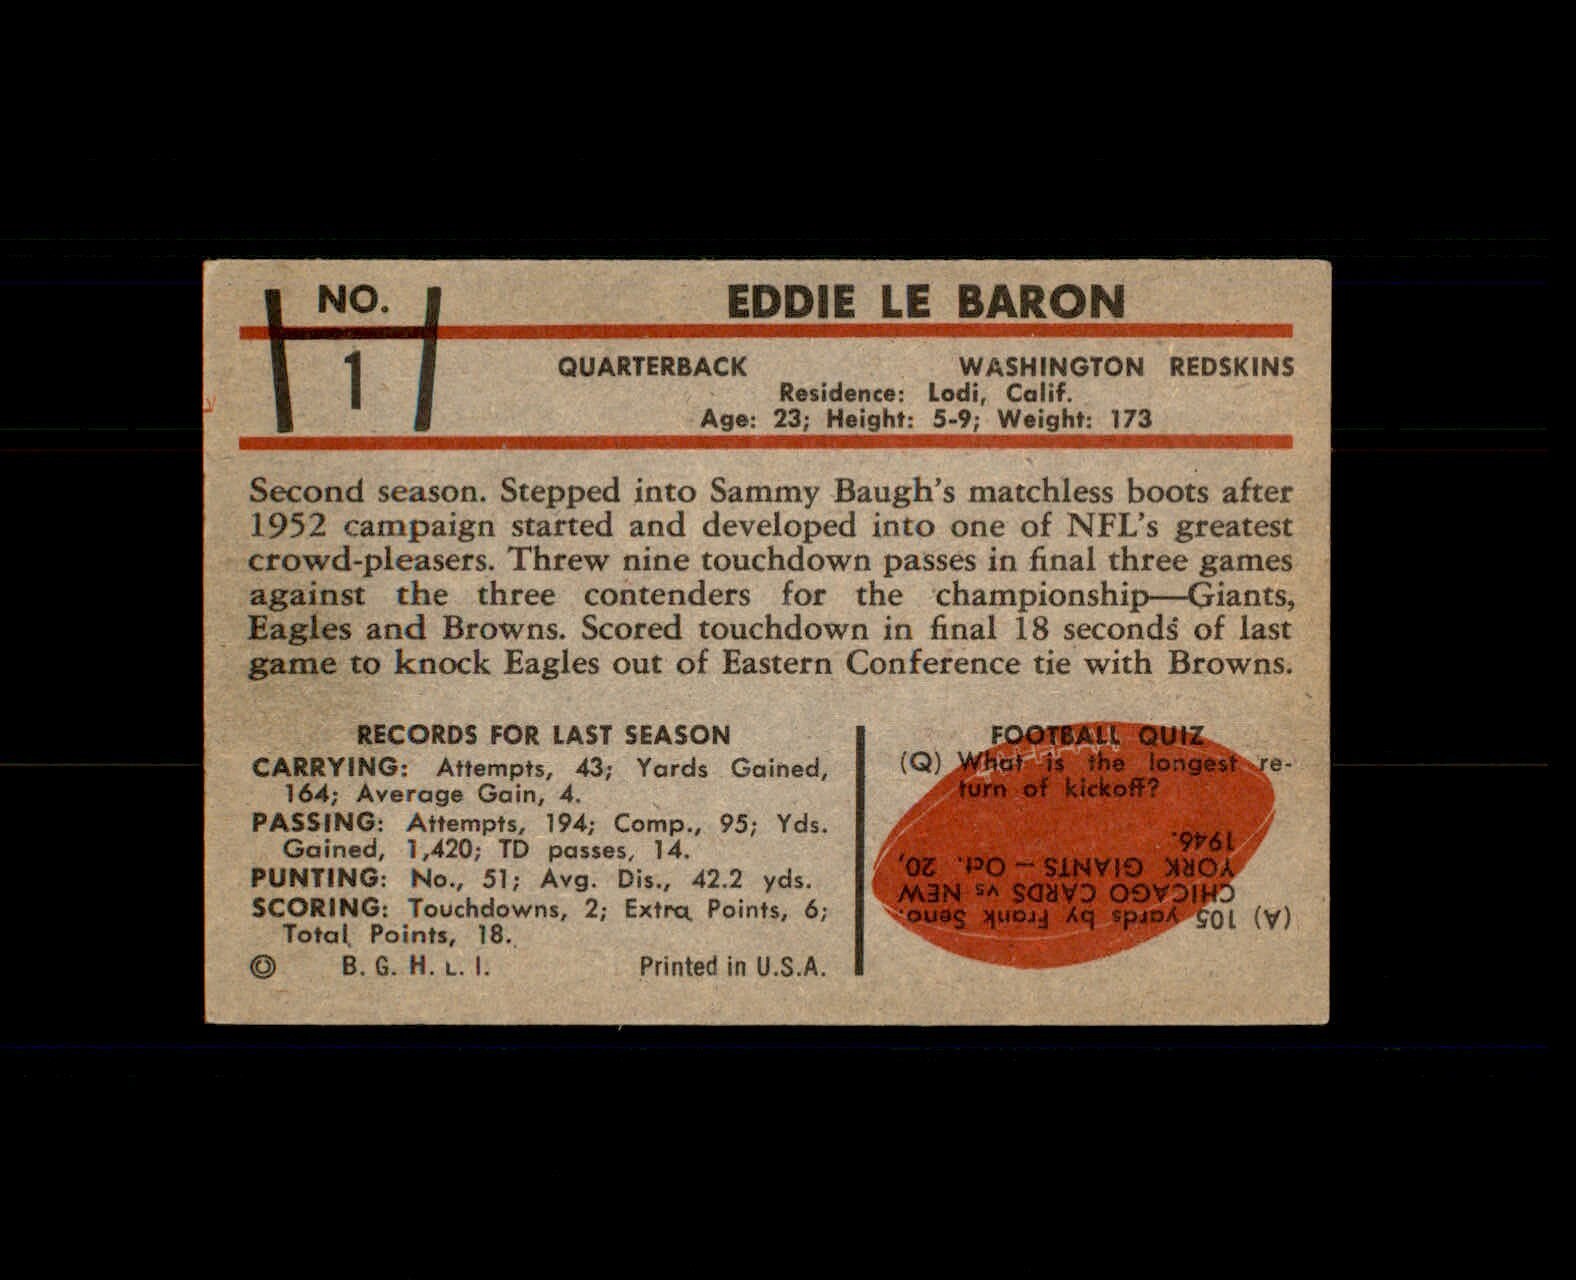 NO.
1
EDDIE LE BARON
QUARTERBACK WASHINGTON REDSKINS
Residence: Lodi, Calif.
Age: 23; Height: 5-9; Weight: 173
Second season. Stepped into Sammy Baugh's matchless boots after
1952 campaign started and developed into one of NFL's greatest
crowd-pleasers. Threw nine touchdown passes in final three games
against the three contenders for the championship—Giants,
Eagles and Browns. Scored touchdown in final 18 seconds of last
game to knock Eagles out of Eastern Conference tie with Browns.
RECORDS FOR LAST SEASON
CARRYING: Attempts, 43; Yards Gained,
164; Average Gain, 4.
PASSING: Attempts, 194; Comp., 95; Yds.
Gained, 1,420; TD passes, 14.
PUNTING: No., 51; Avg. Dis., 42.2 yds.
SCORING: Touchdowns, 2; Extra Points, 6;
Total Points, 18.
© B. G. H. L. I. Printed in U.S.A.
FOOTBALL QUIZ
(Q) What is the longest re-
turn of kickoff?
(A) 105 yards by Frank Seno.
CHICAGO CARDS vs NEW
YORK GIANTS — Oct. 20,
1946.